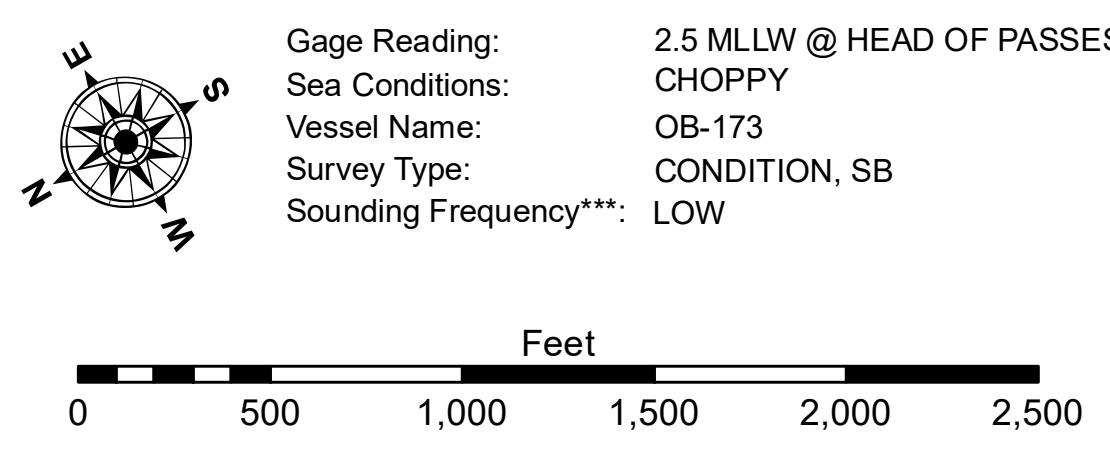 E
S
N
W
Gage Reading: 2.5 MLLW @ HEAD OF PASSES
Sea Conditions: CHOPPY
Vessel Name: OB-173
Survey Type: CONDITION, SB
Sounding Frequency***: LOW
Feet
0 500 1,000 1,500 2,000 2,500